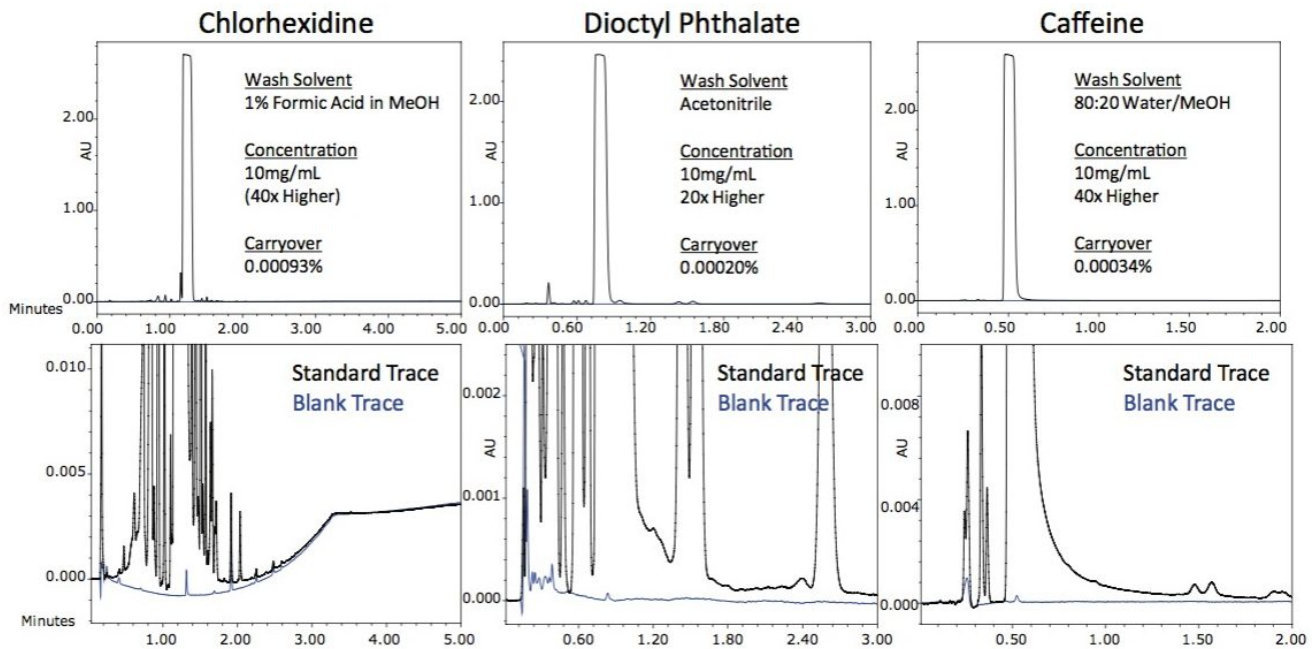 Chlorhexidine
Wash Solvent
1% Formic Acid in MeOH
Concentration
10mg/mL
(40x Higher)
Carryover
0.00093%
2.00
AU
1.00
0.00
Minutes
0.00 1.00 2.00 3.00 4.00 5.00
Dioctyl Phthalate
Wash Solvent
Acetonitrile
Concentration
10mg/mL
20x Higher
Carryover
0.00020%
2.00
AU
1.00
0.00
0.00 0.60 1.20 1.80 2.40 3.00
Caffeine
Wash Solvent
80:20 Water/MeOH
Concentration
10mg/mL
40x Higher
Carryover
0.00034%
2.00
AU
1.00
0.00
0.00 0.50 1.00 1.50 2.00
0.010
0.005
0.000
Standard Trace
Blank Trace
Minutes
1.00 2.00 3.00 4.00 5.00
0.002
AU
0.001
0.000
Standard Trace
Blank Trace
0.60 1.20 1.80 2.40 3.00
0.008
AU
0.004
0.000
Standard Trace
Blank Trace
0.50 1.00 1.50 2.00